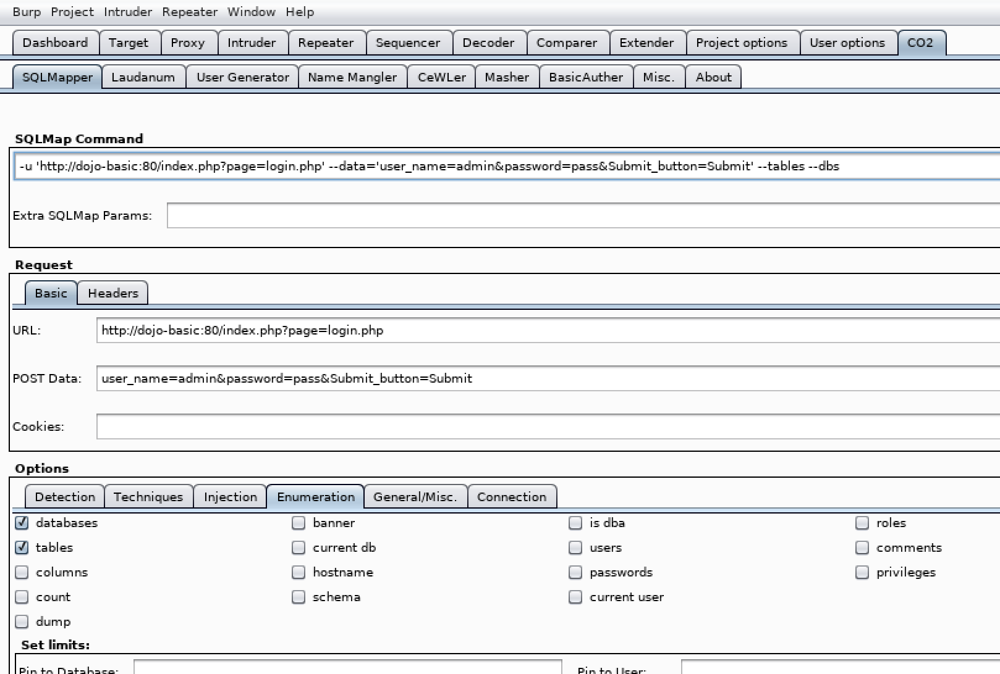 Burp Project Intruder Repeater Window Help
Dashboard Target Proxy Intruder Repeater Sequencer Decoder Comparer Extender Project options User options CO2
SQLMapper Laudanum User Generator Name Mangler CeWLer Masher BasicAuther Misc. About
SQLMap Command
-u 'http://dojo-basic:80/index.php?page=login.php' --data='user_name=admin&password=pass&Submit_button=Submit' --tables --dbs
Extra SQLMap Params:
Request
Basic Headers
URL: http://dojo-basic:80/index.php?page=login.php
POST Data: user_name=admin&password=pass&Submit_button=Submit
Cookies:
Options
Detection Techniques Injection Enumeration General/Misc. Connection
databases banner is dba roles
tables current db users comments
columns hostname passwords privileges
count schema current user
dump
Set limits:
Pin to Database: Pin to User: